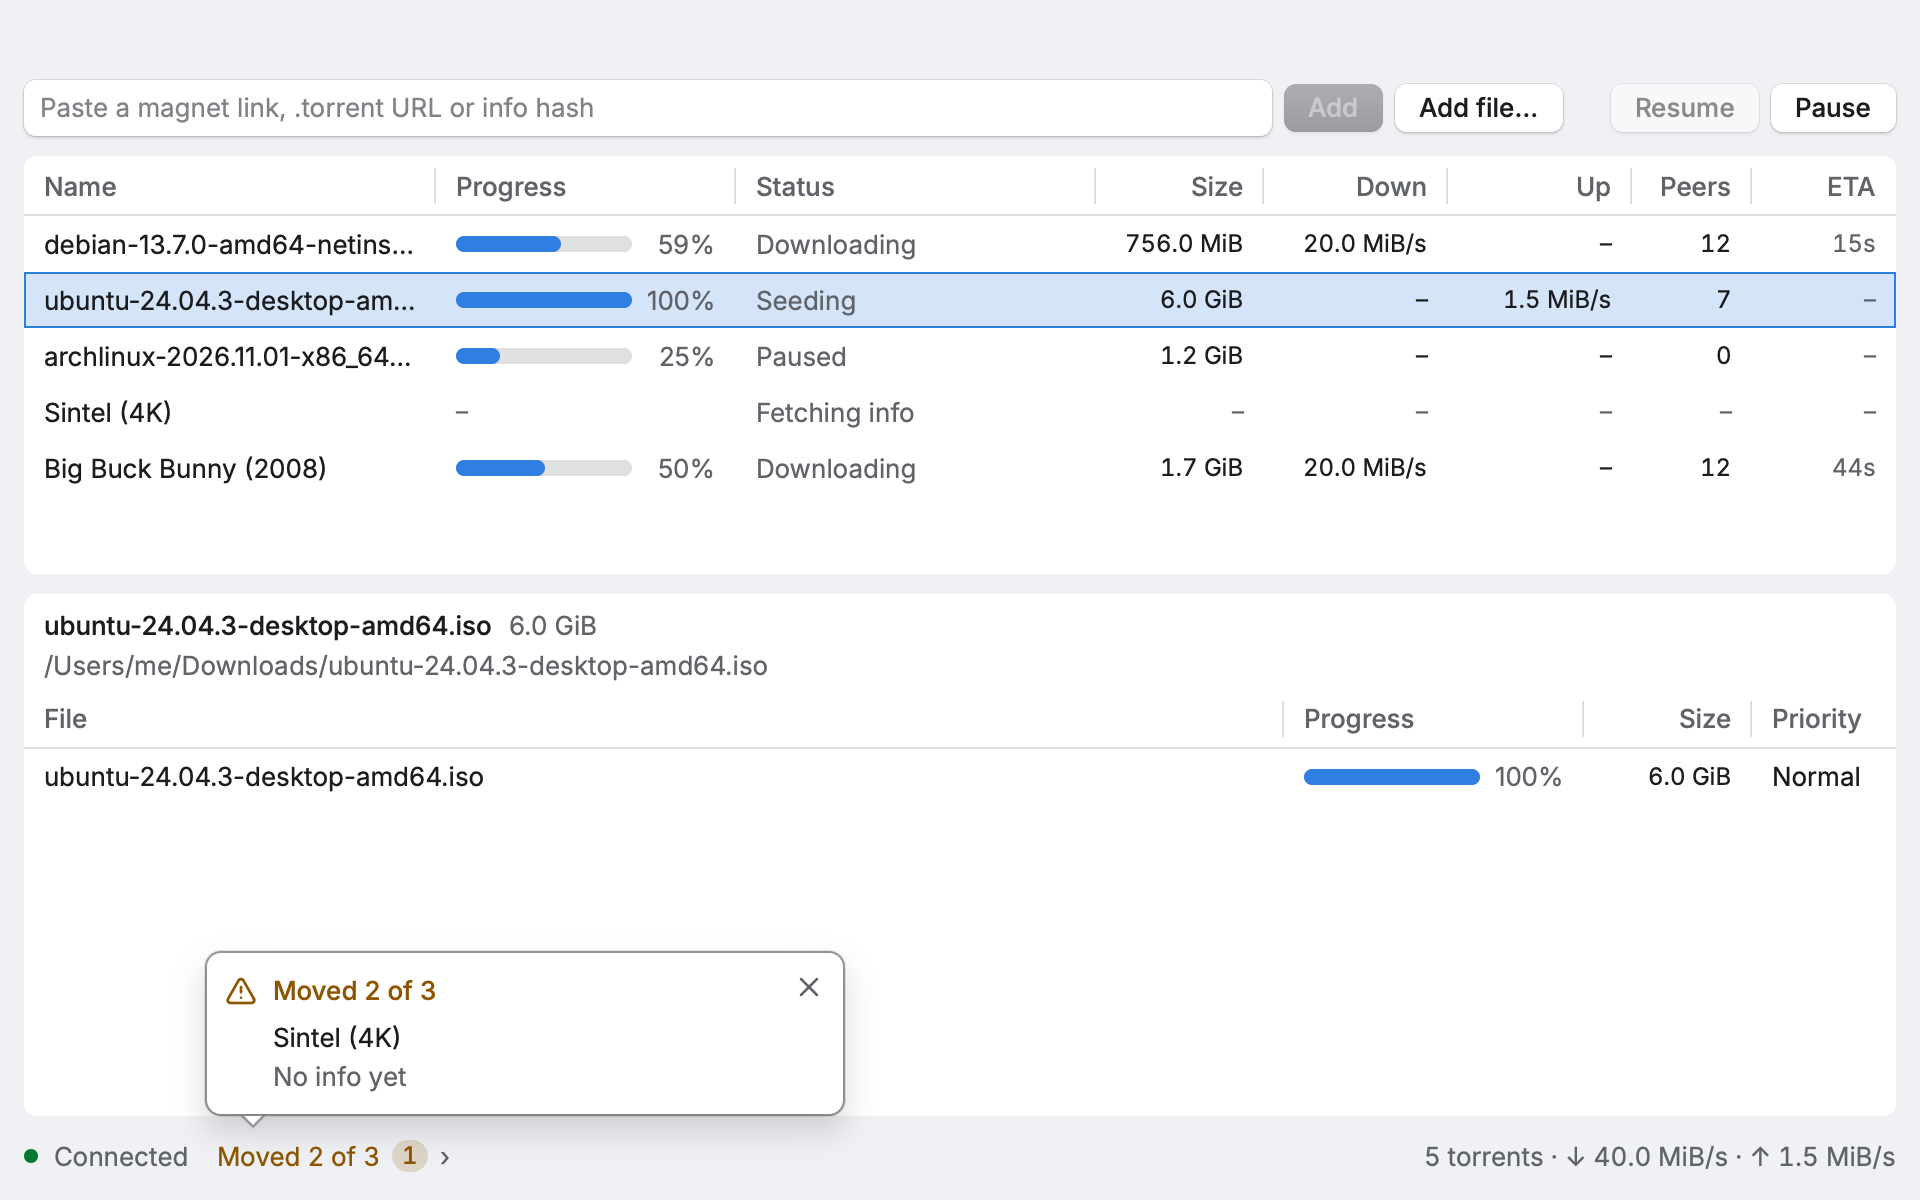 Paste a magnet link, .torrent URL or info hash Add Add file... Resume Pause
Name Progress Status Size Down Up Peers ETA
debian-13.7.0-amd64-netins... 59% Downloading 756.0 MiB 20.0 MiB/s – 12 15s
ubuntu-24.04.3-desktop-am... 100% Seeding 6.0 GiB – 1.5 MiB/s 7 –
archlinux-2026.11.01-x86_64... 25% Paused 1.2 GiB – – 0 –
Sintel (4K) – Fetching info – – – – –
Big Buck Bunny (2008) 50% Downloading 1.7 GiB 20.0 MiB/s – 12 44s
ubuntu-24.04.3-desktop-amd64.iso 6.0 GiB
/Users/me/Downloads/ubuntu-24.04.3-desktop-amd64.iso
File Progress Size Priority
ubuntu-24.04.3-desktop-amd64.iso 100% 6.0 GiB Normal
Moved 2 of 3
Sintel (4K)
No info yet
Connected Moved 2 of 3 1 › 5 torrents · ↓ 40.0 MiB/s · ↑ 1.5 MiB/s